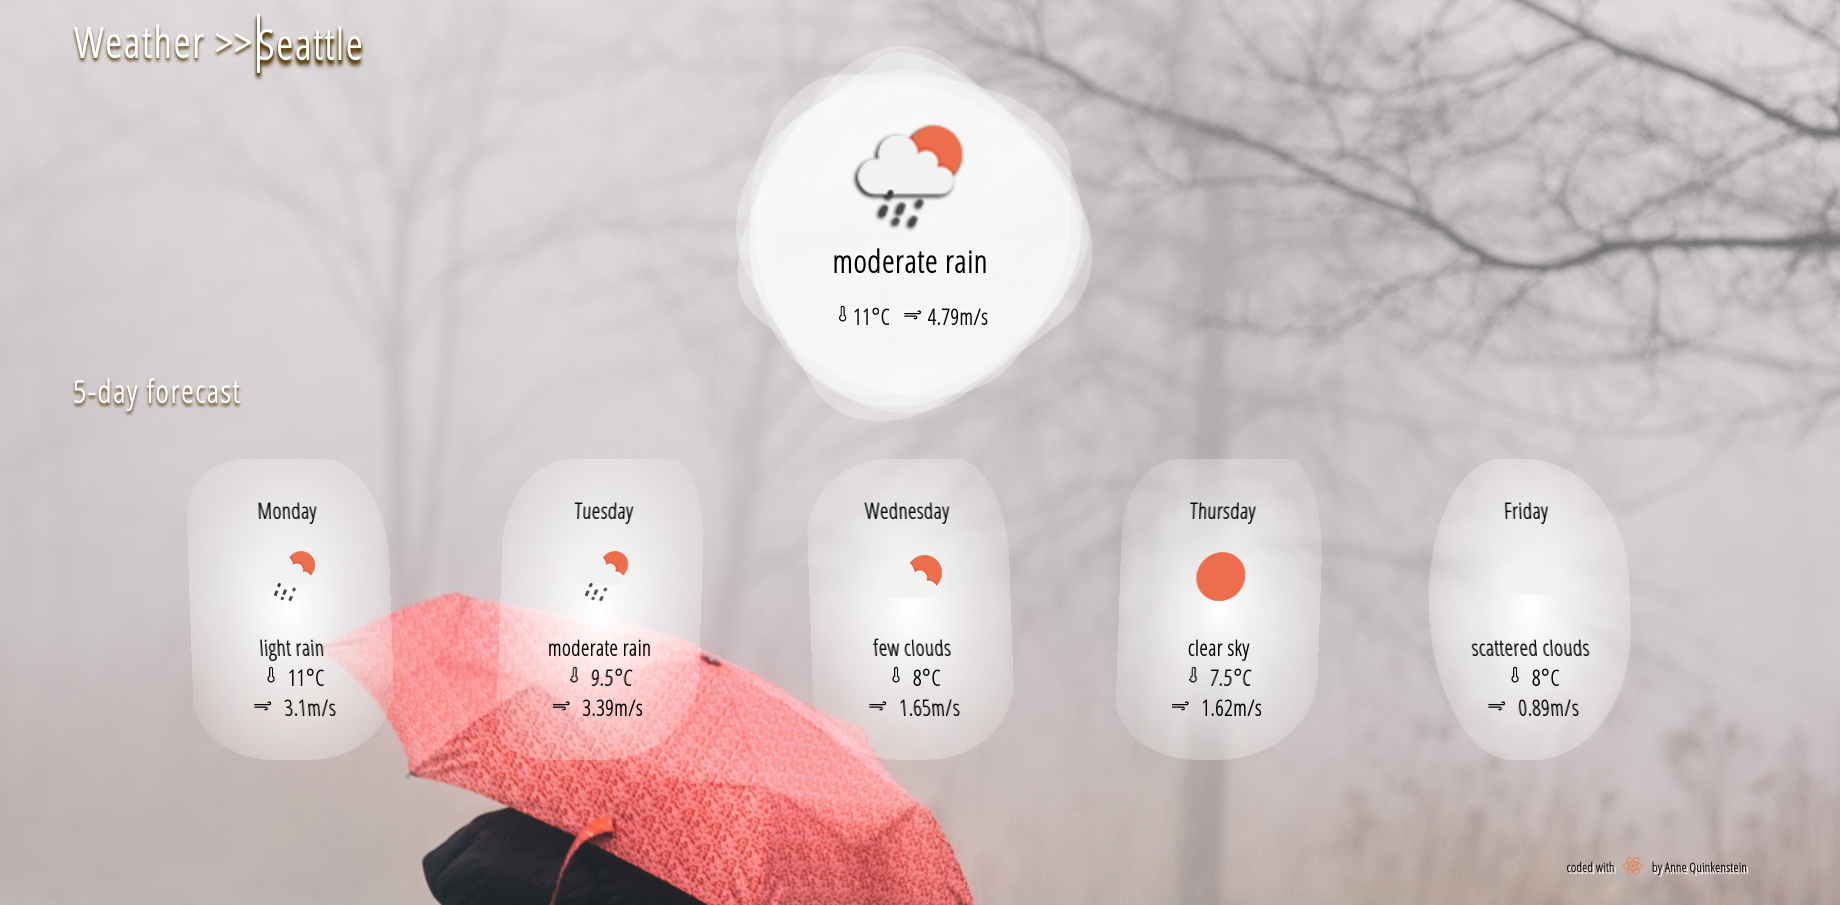 Weather >> Seattle
moderate rain
11°C 4.79m/s
5-day forecast
Monday
light rain
11°C
3.1m/s
Tuesday
moderate rain
9.5°C
3.39m/s
Wednesday
few clouds
8°C
1.65m/s
Thursday
clear sky
7.5°C
1.62m/s
Friday
scattered clouds
8°C
0.89m/s
coded with by Anne Quinkenstein